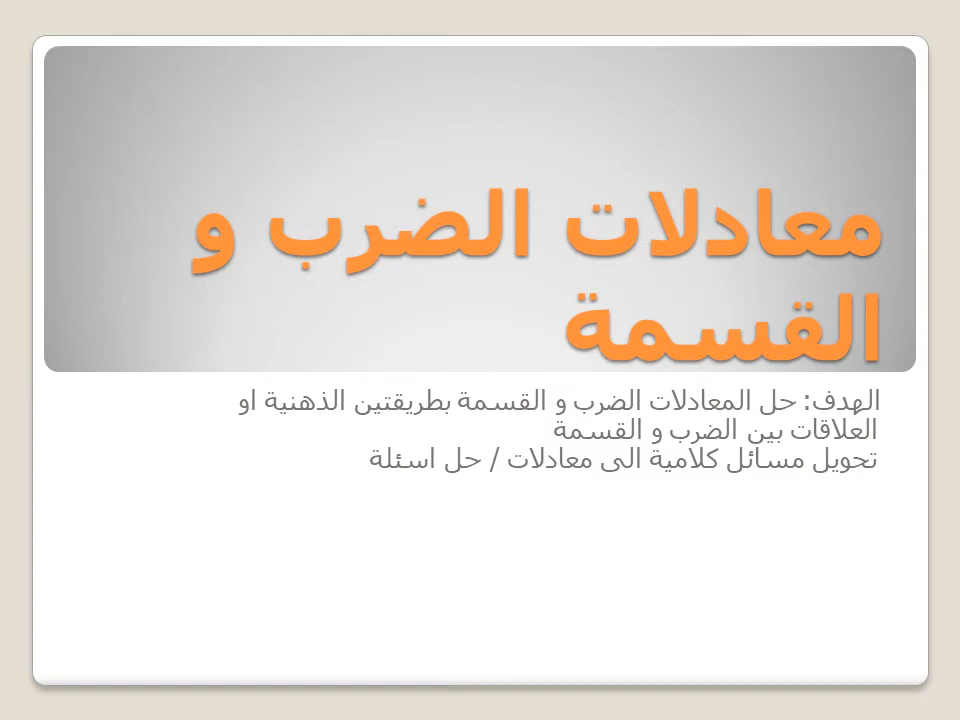 معادلات الضرب و
القسمة
الهدف: حل المعادلات الضرب و القسمة بطريقتين الذهنية او
العلاقات بين الضرب و القسمة
تحويل مسائل كلامية الى معادلات / حل اسئلة